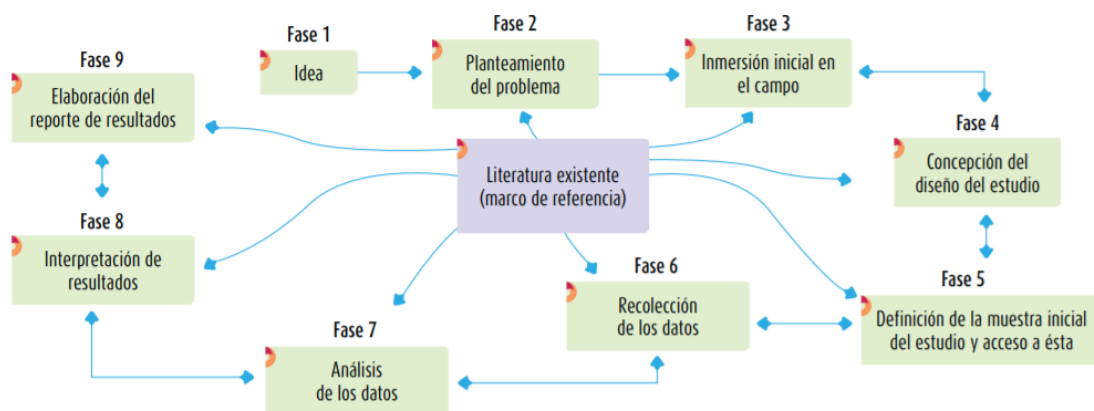 Fase 1
Idea
Fase 2
Planteamiento
del problema
Fase 3
Inmersión inicial en
el campo
Fase 4
Concepción del
diseño del estudio
Fase 5
Definición de la muestra inicial
del estudio y acceso a ésta
Fase 6
Recolección
de los datos
Fase 7
Análisis
de los datos
Fase 8
Interpretación de
resultados
Fase 9
Elaboración del
reporte de resultados
Literatura existente
(marco de referencia)